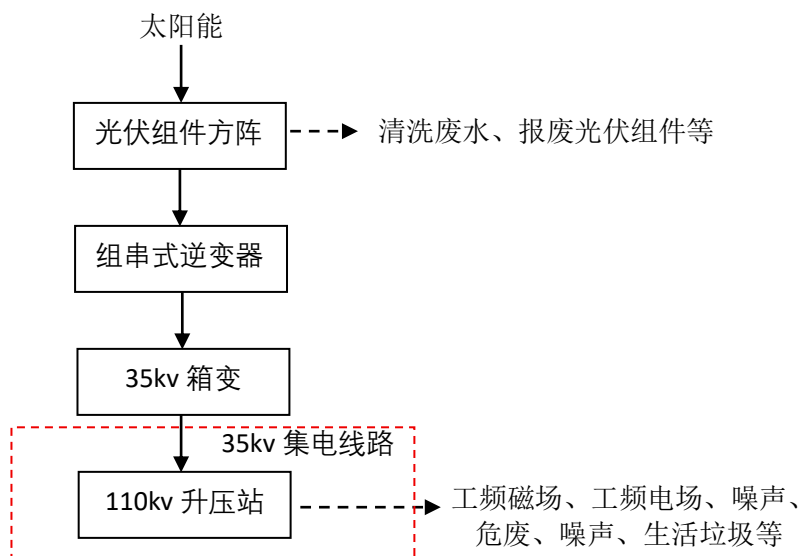 太阳能
光伏组件方阵
清洗废水、报废光伏组件等
组串式逆变器
35kv 箱变
35kv 集电线路
110kv 升压站
工频磁场、工频电场、噪声、
危废、噪声、生活垃圾等